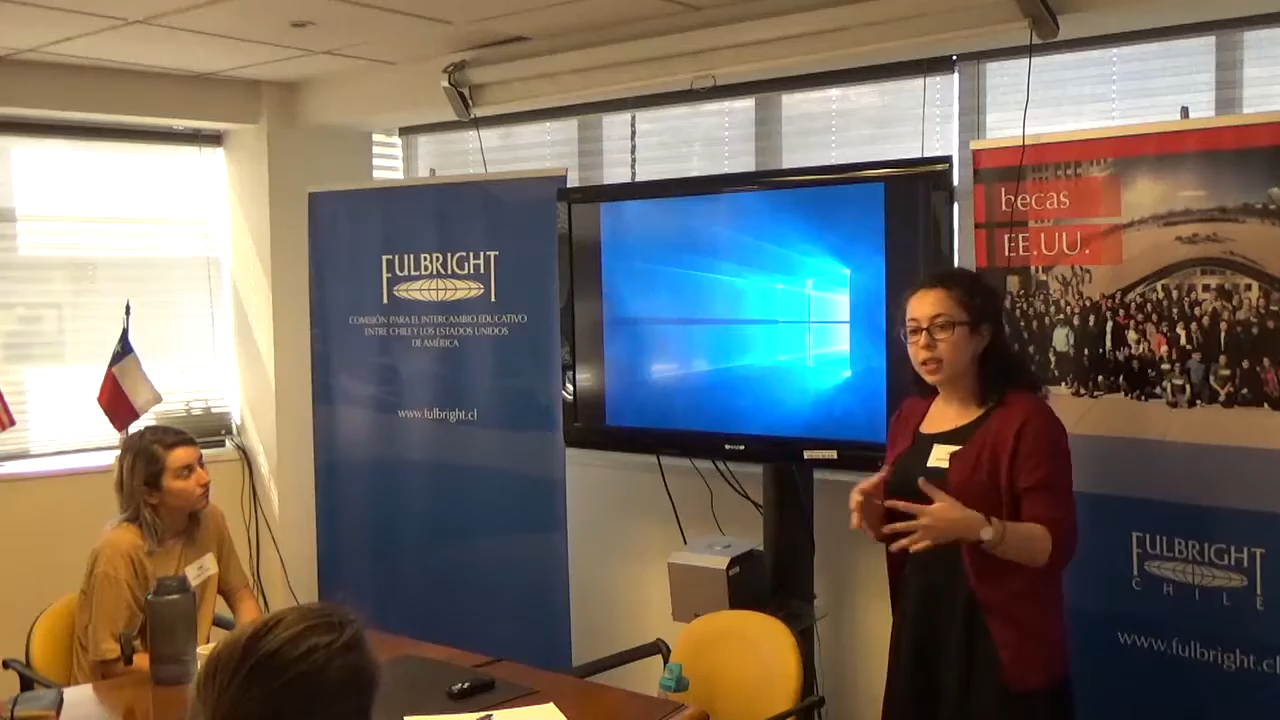 FULBRIGHT
COMISIÓN PARA EL INTERCAMBIO EDUCATIVO
ENTRE CHILE Y LOS ESTADOS UNIDOS
DE AMÉRICA
www.fulbright.cl
SHARP
becas
EE.UU.
FULBRIGHT
CHILE
www.fulbright.cl